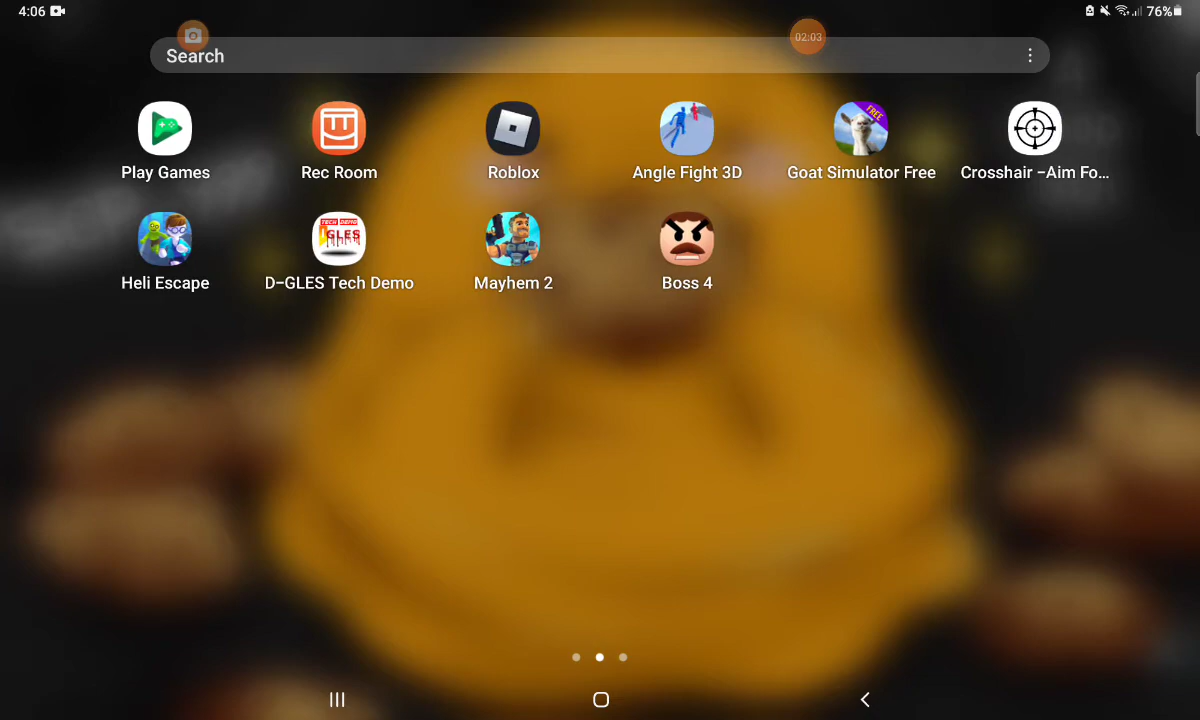 4:06
76%
02:03
Search
FREE
Play Games
Rec Room
Roblox
Angle Fight 3D
Goat Simulator Free
Crosshair -Aim Fo...
TECH DEMO
GLES
Heli Escape
D-GLES Tech Demo
Mayhem 2
Boss 4